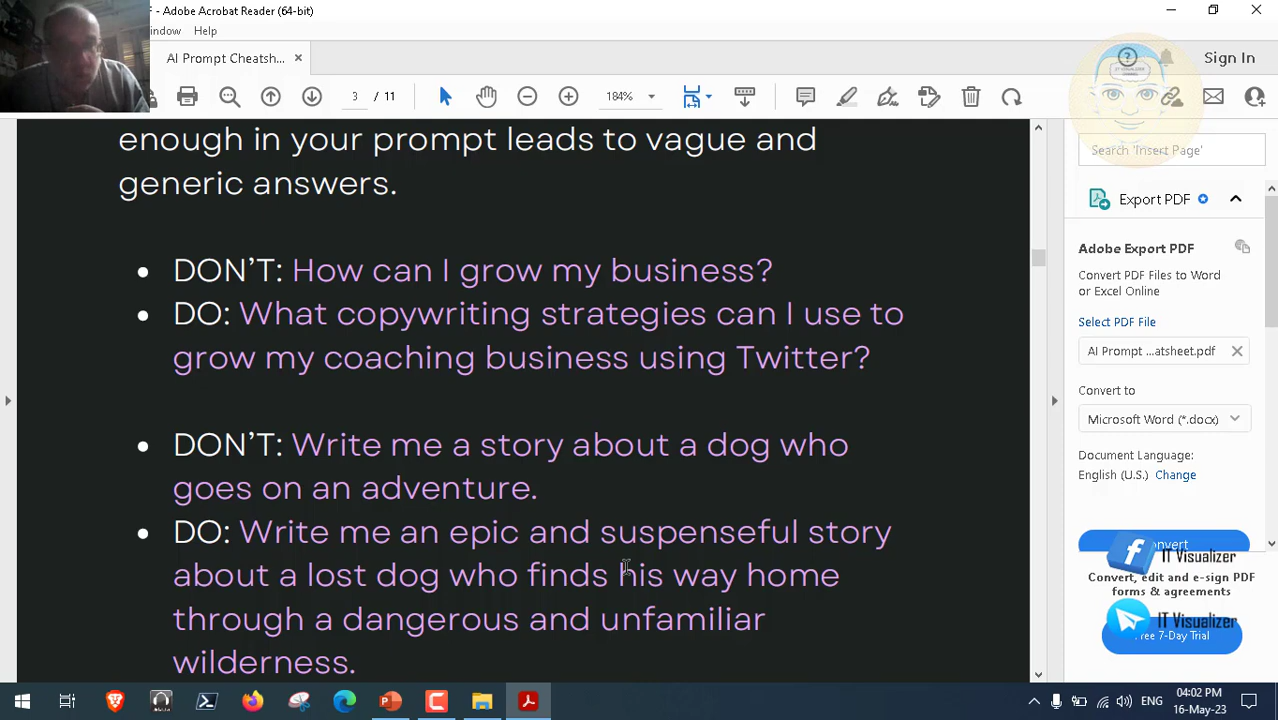 - Adobe Acrobat Reader (64-bit)
indow Help
AI Prompt Cheatsh...
Sign In
3 / 11
184%
enough in your prompt leads to vague and
generic answers.
• DON'T: How can I grow my business?
• DO: What copywriting strategies can I use to
grow my coaching business using Twitter?
• DON'T: Write me a story about a dog who
goes on an adventure.
• DO: Write me an epic and suspenseful story
about a lost dog who finds his way home
through a dangerous and unfamiliar
wilderness.
Search 'Insert Page'
Export PDF
Adobe Export PDF
Convert PDF Files to Word
or Excel Online
Select PDF File
AI Prompt ...atsheet.pdf
Convert to
Microsoft Word (*.docx)
Document Language:
English (U.S.) Change
Convert
IT Visualizer
Convert, edit and e-sign PDF
forms & agreements
IT Visualizer
Free 7-Day Trial
ENG
04:02 PM
16-May-23